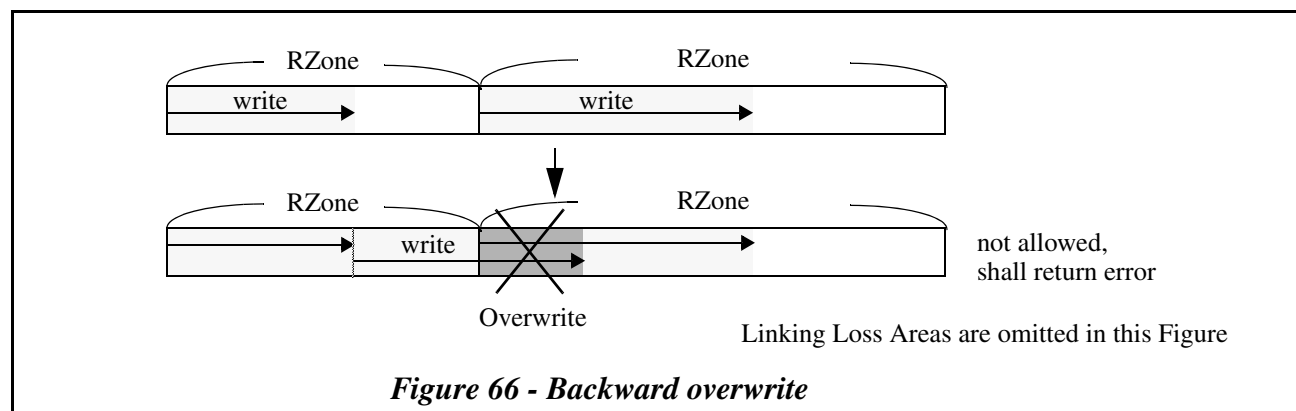 RZone RZone
write write
RZone RZone
write
not allowed,
shall return error
Overwrite
Linking Loss Areas are omitted in this Figure
Figure 66 - Backward overwrite